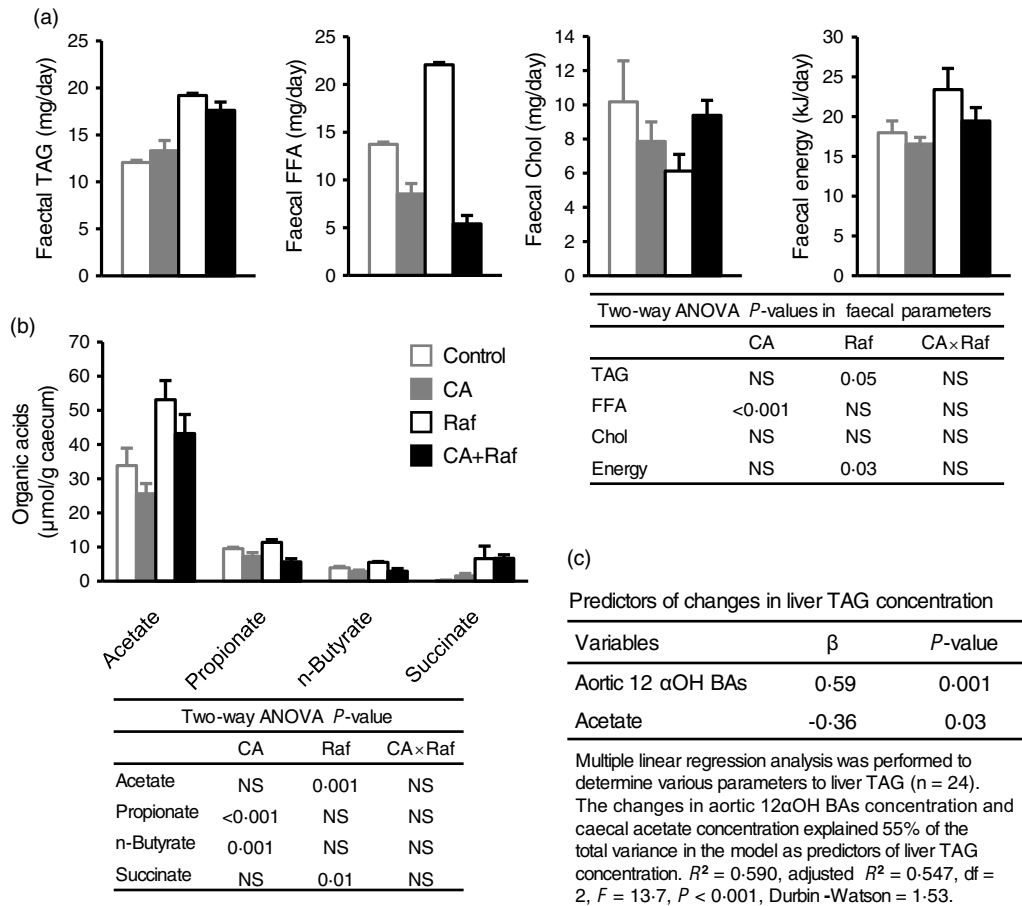 (a)
Faectal TAG (mg/day)
25
20
15
10
5
0
Faecal FFA (mg/day)
25
20
15
10
5
0
Faecal Chol (mg/day)
14
12
10
8
6
4
2
0
Faecal energy (kJ/day)
30
25
20
15
10
5
0
Two-way ANOVA P-values in faecal parameters
CA Raf CA×Raf
TAG NS 0·05 NS
FFA <0·001 NS NS
Chol NS NS NS
Energy NS 0·03 NS
(b)
Organic acids
(µmol/g caecum)
70
60
50
40
30
20
10
0
Control
CA
Raf
CA+Raf
Acetate
Propionate
n-Butyrate
Succinate
Two-way ANOVA P-value
CA Raf CA×Raf
Acetate NS 0·001 NS
Propionate <0·001 NS NS
n-Butyrate 0·001 NS NS
Succinate NS 0·01 NS
(c)
Predictors of changes in liver TAG concentration
Variables β P-value
Aortic 12 αOH BAs 0·59 0·001
Acetate -0·36 0·03
Multiple linear regression analysis was performed to
determine various parameters to liver TAG (n = 24).
The changes in aortic 12αOH BAs concentration and
caecal acetate concentration explained 55% of the
total variance in the model as predictors of liver TAG
concentration. R² = 0·590, adjusted R² = 0·547, df =
2, F = 13·7, P < 0·001, Durbin-Watson = 1·53.